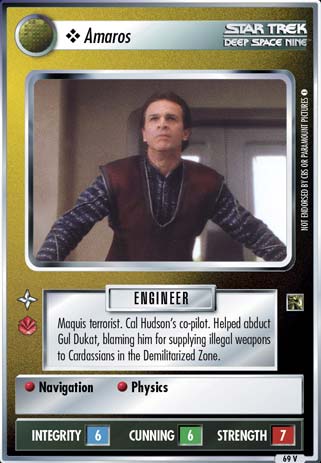 ❖ Amaros
STAR TREK
DEEP SPACE NINE
NOT ENDORSED BY CBS OR PARAMOUNT PICTURES
ENGINEER
Maquis terrorist. Cal Hudson's co-pilot. Helped abduct
Gul Dukat, blaming him for supplying illegal weapons
to Cardassians in the Demilitarized Zone.
Navigation Physics
INTEGRITY 6 CUNNING 6 STRENGTH 7
69 V